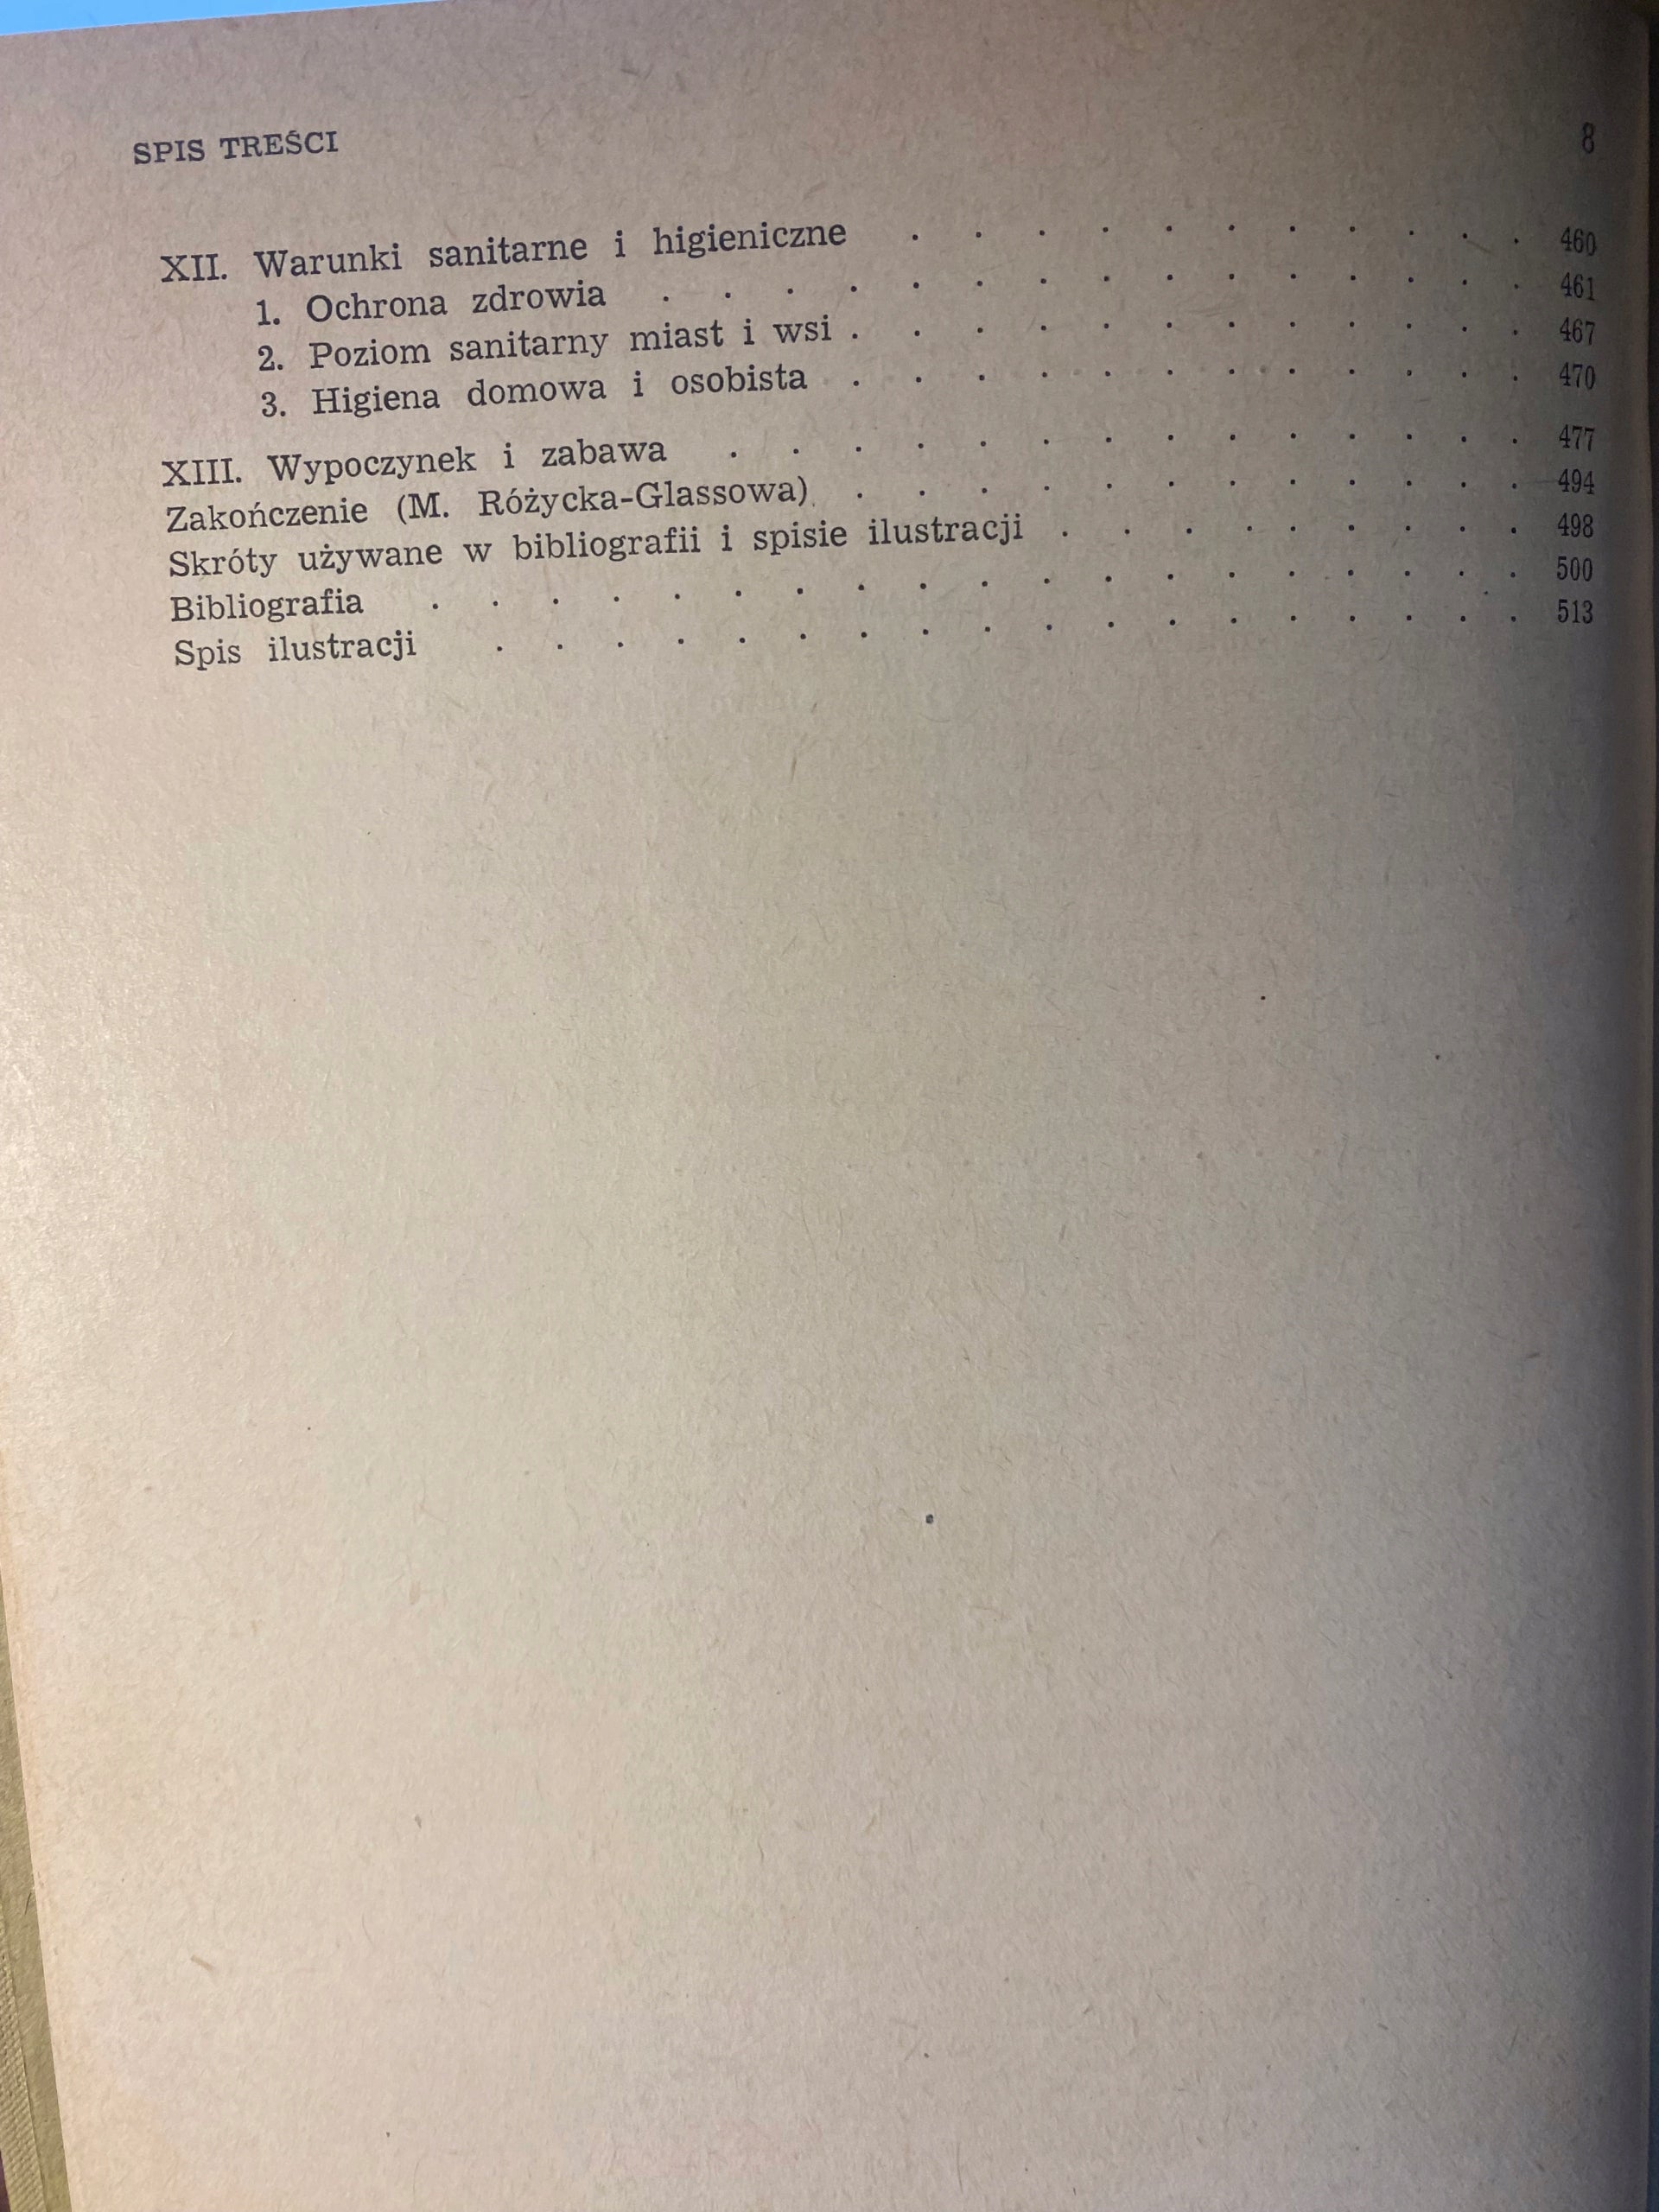 SPIS TREŚCI 8
XII. Warunki sanitarne i higieniczne . . . . . . . . . . . 460
1. Ochrona zdrowia . . . . . . . . . . . . . . . 461
2. Poziom sanitarny miast i wsi . . . . . . . . . . . . 467
3. Higiena domowa i osobista . . . . . . . . . . . . 470
XIII. Wypoczynek i zabawa . . . . . . . . . . . . . . 477
Zakończenie (M. Różycka-Glassowa) . . . . . . . . . . . . 494
Skróty używane w bibliografii i spisie ilustracji . . . . . . . . . 498
Bibliografia . . . . . . . . . . . . . . . . . . . 500
Spis ilustracji . . . . . . . . . . . . . . . . . . 513